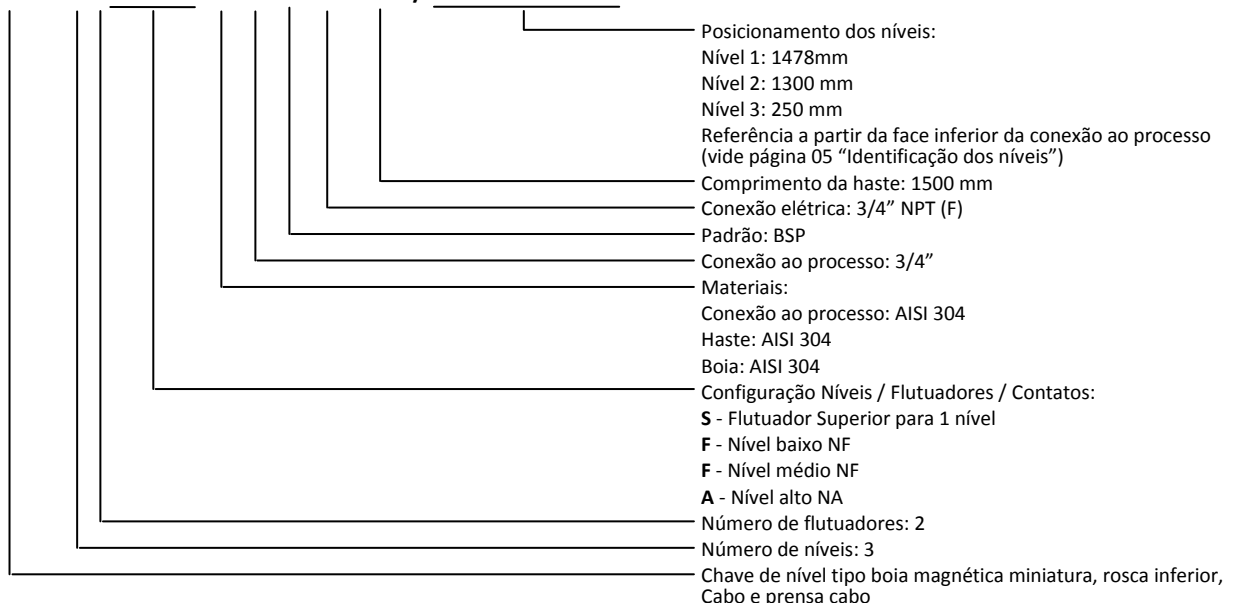 Posicionamento dos níveis:
Nível 1: 1478mm
Nível 2: 1300 mm
Nível 3: 250 mm
Referência a partir da face inferior da conexão ao processo
(vide página 05 “Identificação dos níveis”)
Comprimento da haste: 1500 mm
Conexão elétrica: 3/4” NPT (F)
Padrão: BSP
Conexão ao processo: 3/4”
Materiais:
Conexão ao processo: AISI 304
Haste: AISI 304
Boia: AISI 304
Configuração Níveis / Flutuadores / Contatos:
S - Flutuador Superior para 1 nível
F - Nível baixo NF
F - Nível médio NF
A - Nível alto NA
Número de flutuadores: 2
Número de níveis: 3
Chave de nível tipo boia magnética miniatura, rosca inferior,
Cabo e prensa cabo